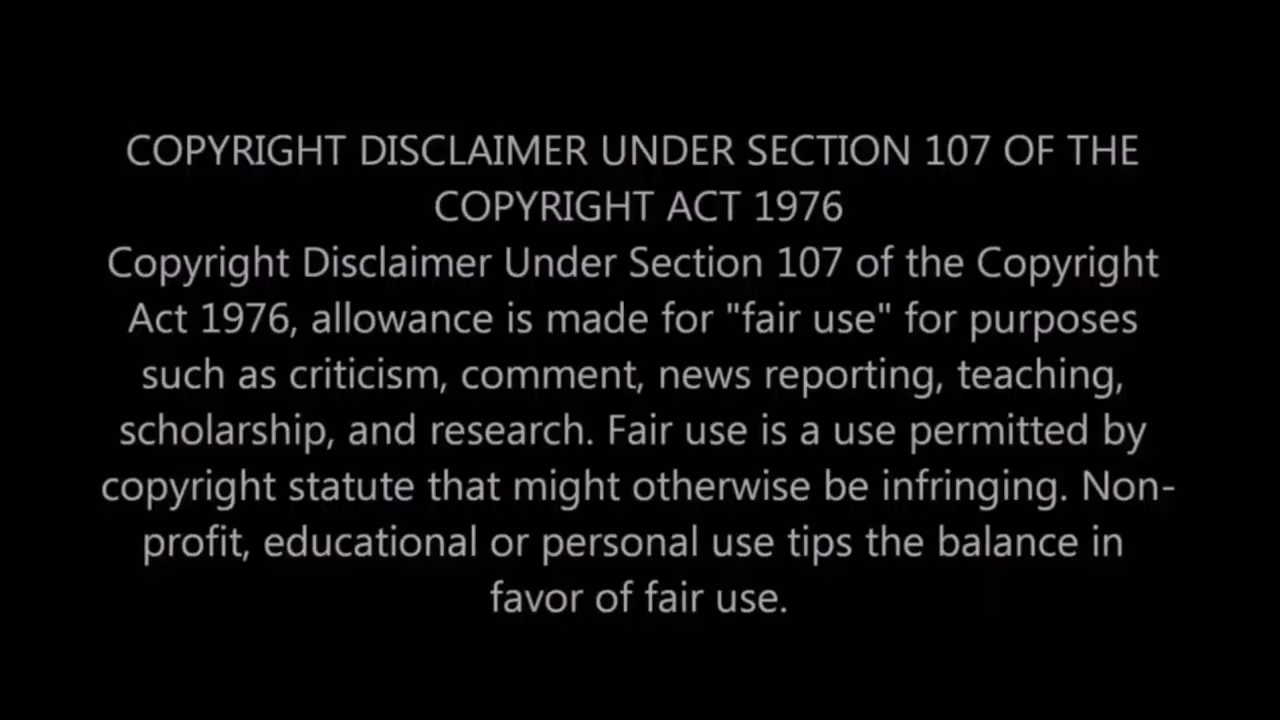 COPYRIGHT DISCLAIMER UNDER SECTION 107 OF THE
COPYRIGHT ACT 1976
Copyright Disclaimer Under Section 107 of the Copyright
Act 1976, allowance is made for "fair use" for purposes
such as criticism, comment, news reporting, teaching,
scholarship, and research. Fair use is a use permitted by
copyright statute that might otherwise be infringing. Non-
profit, educational or personal use tips the balance in
favor of fair use.